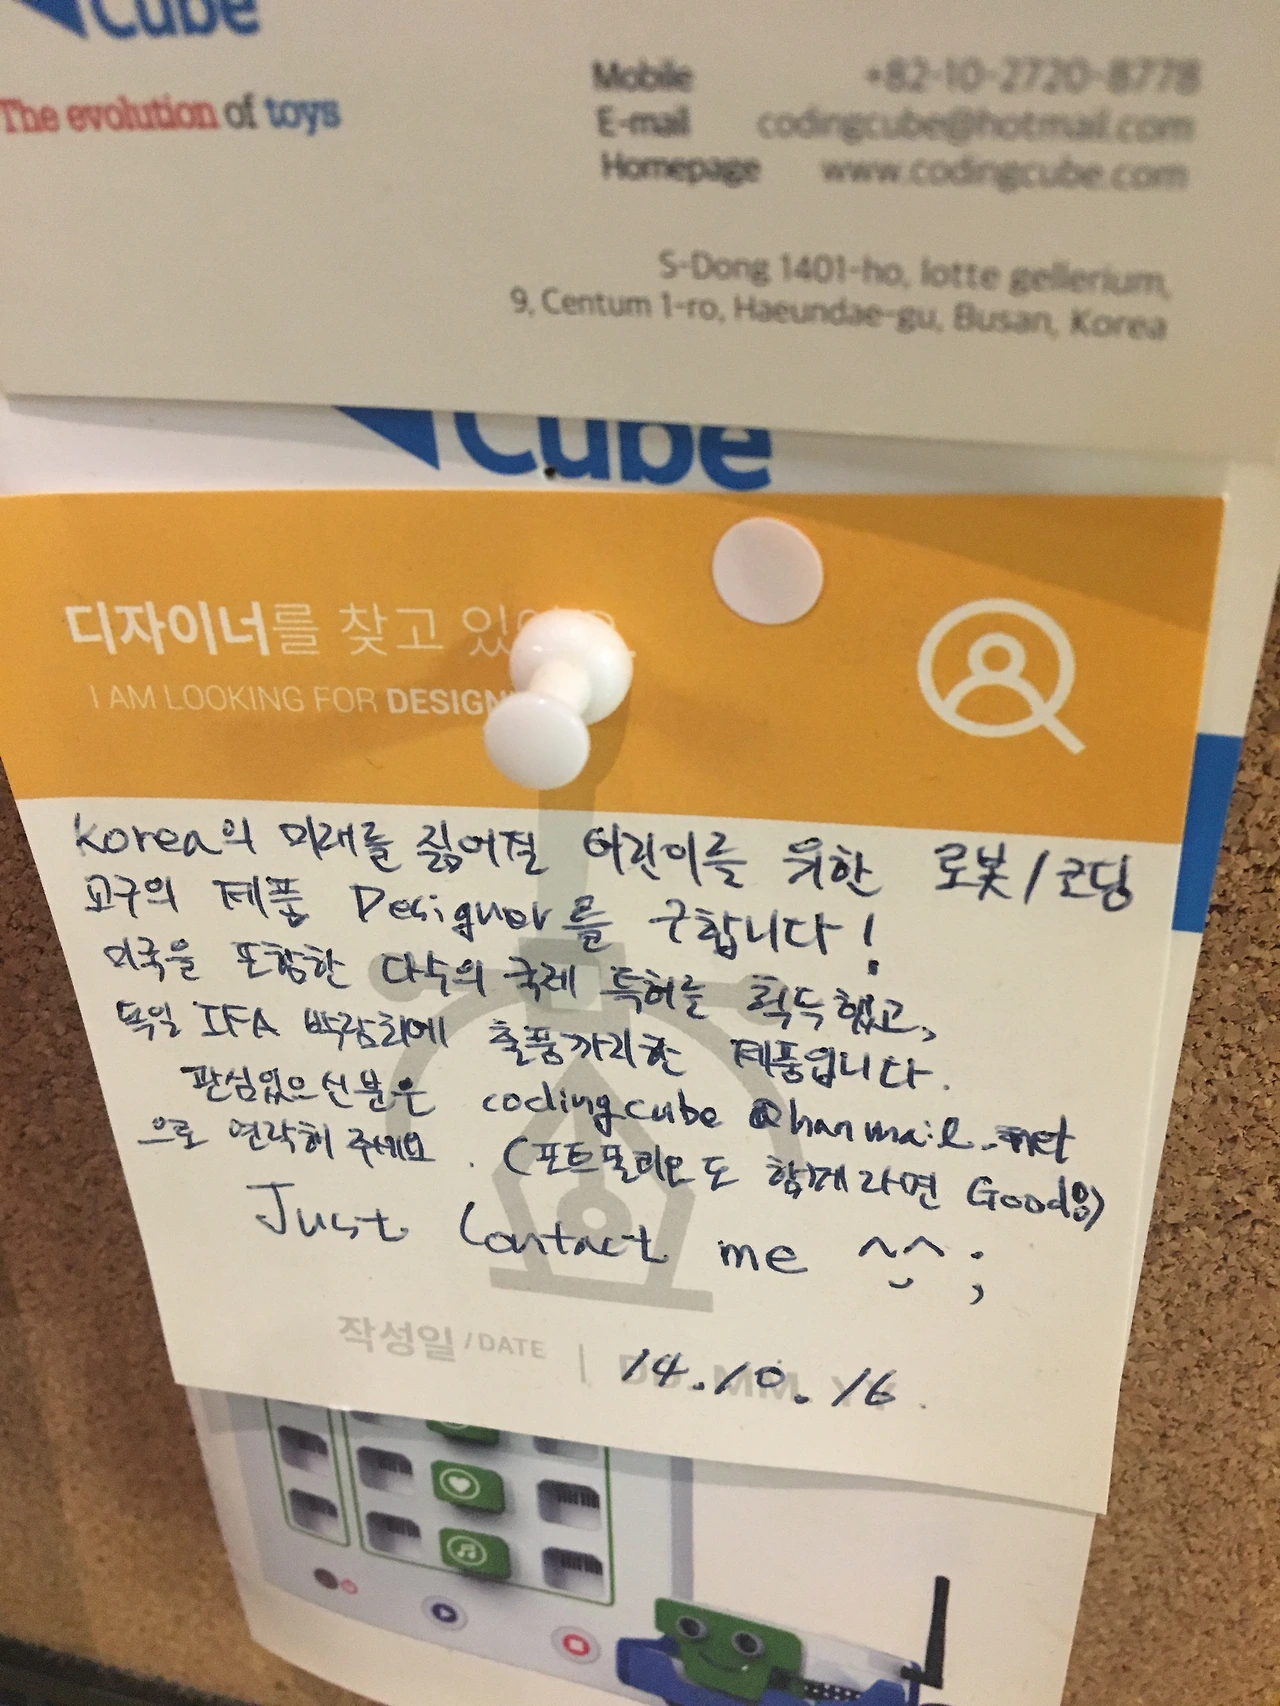 Cube
The evolution of toys
Mobile +82-10-2720-8778
E-mail codingcube@hotmail.com
Homepage www.codingcube.com
S-Dong 1401-ho, lotte gellerium,
9, Centum 1-ro, Haeundae-gu, Busan, Korea
Cube
디자이너를 찾고
I AM LOOKING FOR
Korea의 미래를 짊어질 어린이를 위한 로봇/코딩
교구의 제품 Designer를 구합니다!
미국을 포함한 다수의 국제 특허를 획득했고,
독일 IFA 박람회에 출품까지한 제품입니다.
관심있으신분은 codingcube@hanmail.net
으로 연락해 주세요. (포트폴리오도 함께라면 Good)
Just Contact me ^^;
작성일/DATE | 14.10.16.